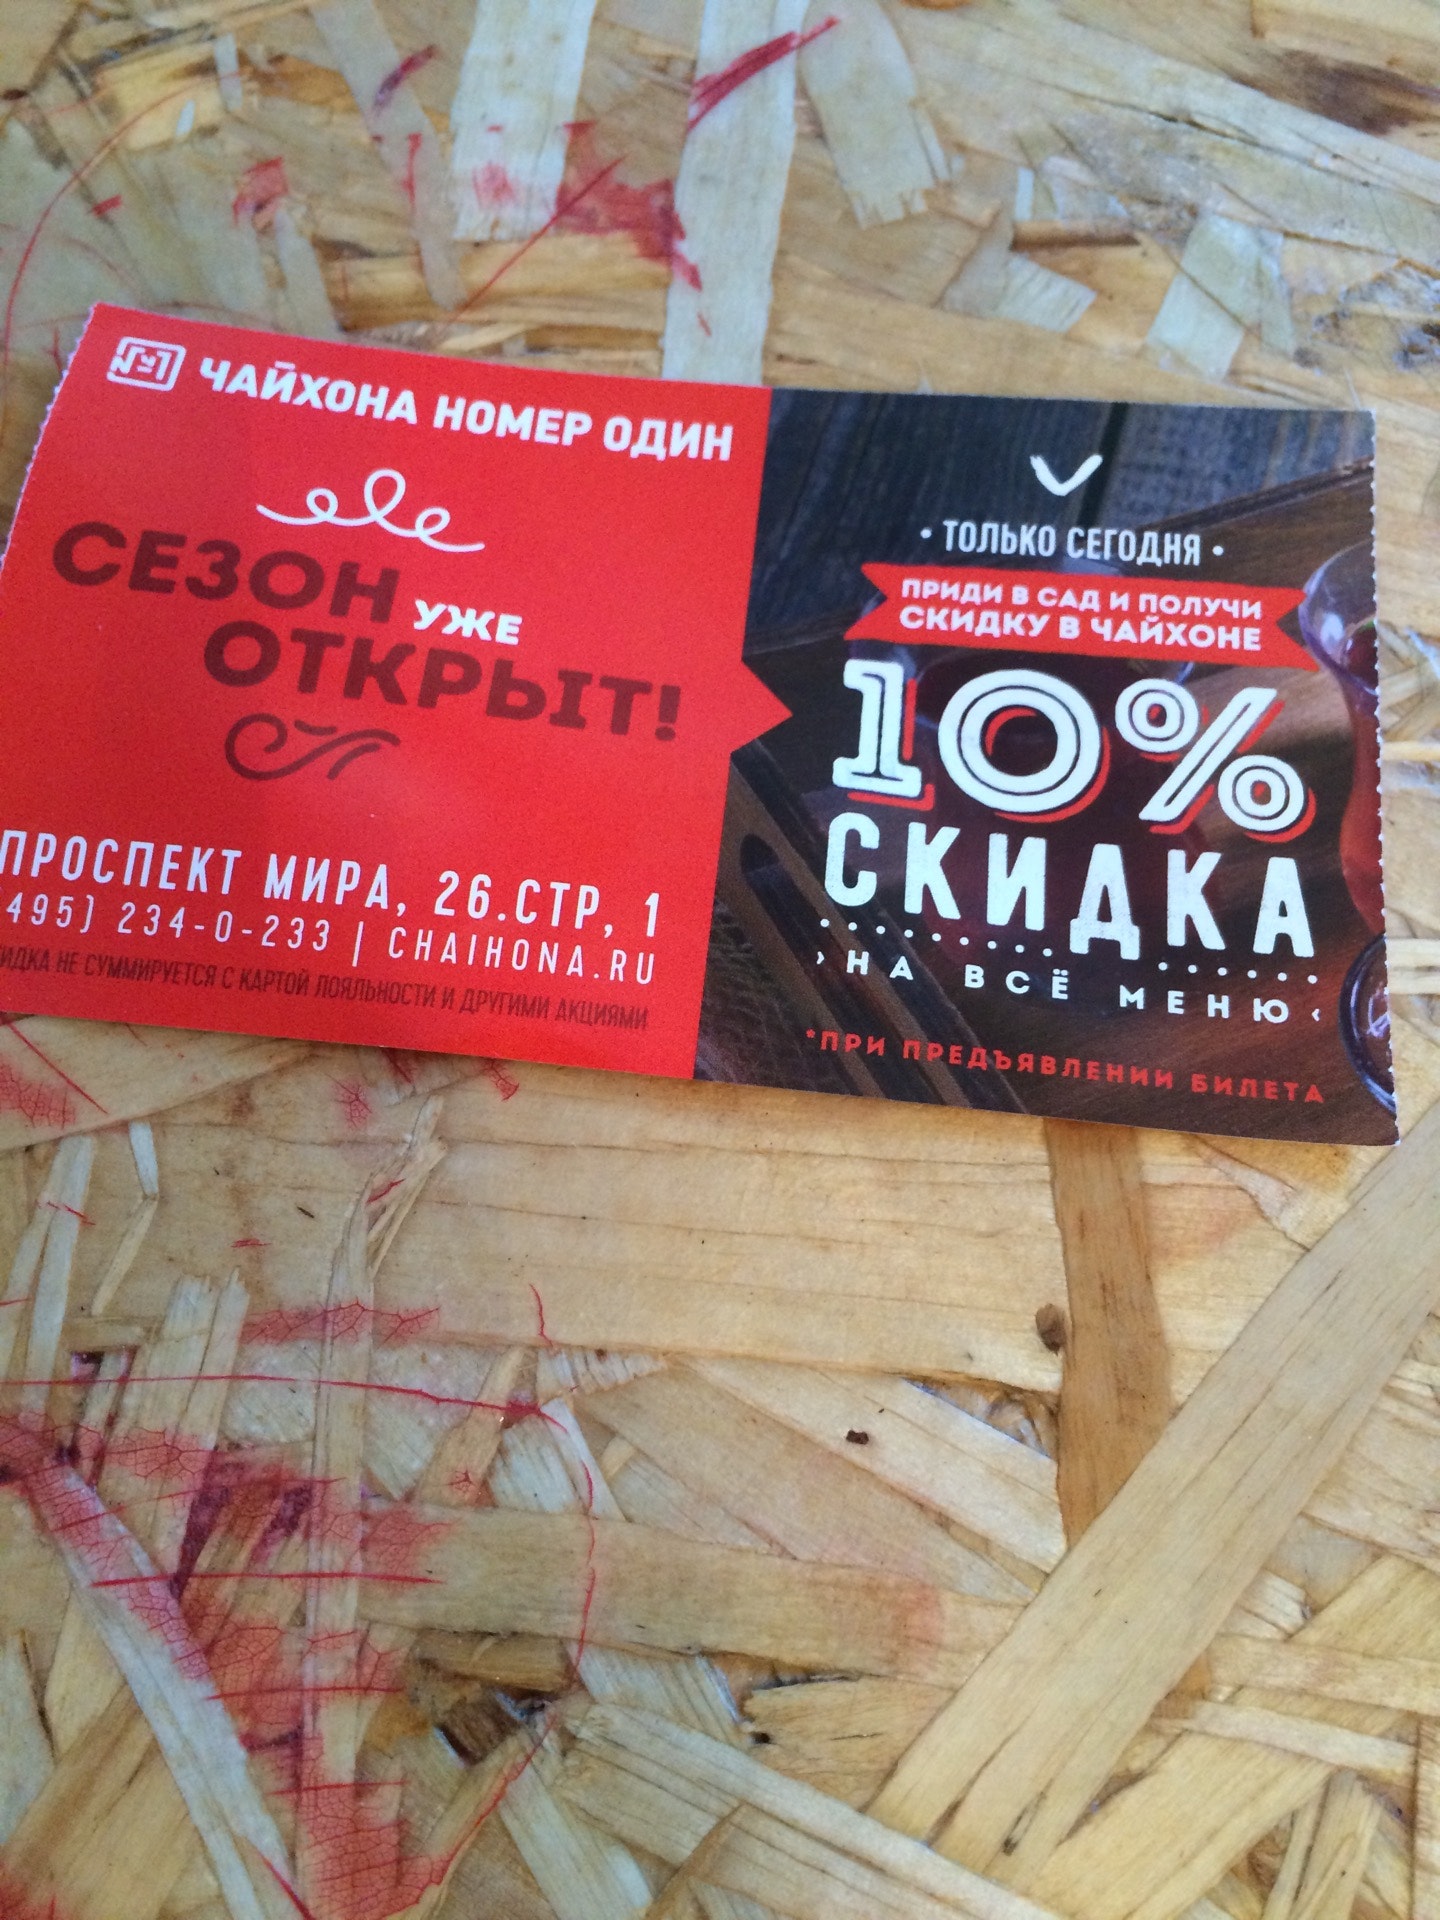 №1 ЧАЙХОНА НОМЕР ОДИН
СЕЗОН УЖЕ
ОТКРЫТ!
ПРОСПЕКТ МИРА, 26.СТР, 1
495) 234-0-233 | CHAIHONA.RU
НЕ СУММИРУЕТСЯ С КАРТОЙ ЛОЯЛЬНОСТИ И ДРУГИМИ АКЦИЯМИ
• ТОЛЬКО СЕГОДНЯ •
ПРИДИ В САД И ПОЛУЧИ
СКИДКУ В ЧАЙХОНЕ
10%
СКИДКА
› НА ВСЁ МЕНЮ ‹
*ПРИ ПРЕДЪЯВЛЕНИИ БИЛЕТА